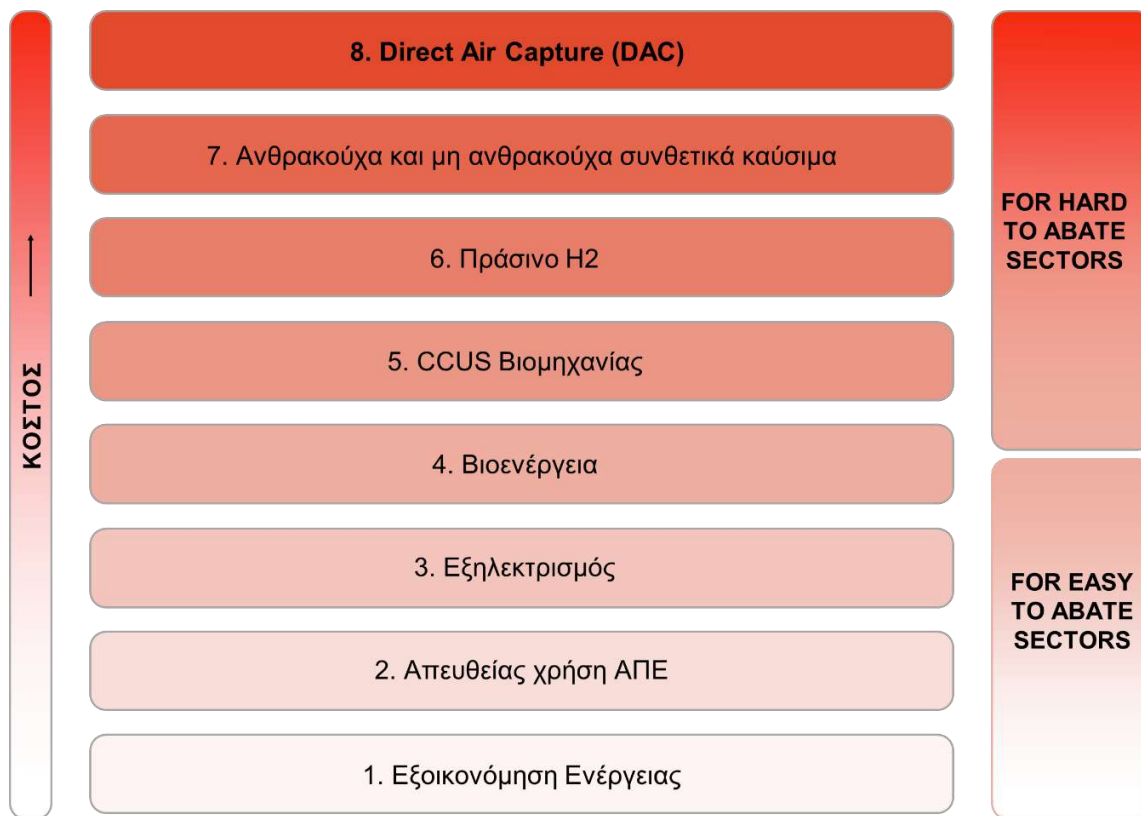 8. Direct Air Capture (DAC)
7. Ανθρακούχα και μη ανθρακούχα συνθετικά καύσιμα
6. Πράσινο H2
5. CCUS Βιομηχανίας
4. Βιοενέργεια
3. Εξηλεκτρισμός
2. Απευθείας χρήση ΑΠΕ
1. Εξοικονόμηση Ενέργειας
ΚΟΣΤΟΣ
FOR HARD
TO ABATE
SECTORS
FOR EASY
TO ABATE
SECTORS